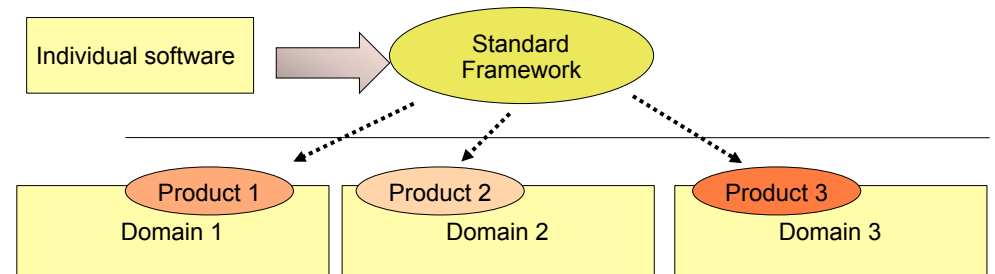 Individual software
Standard
Framework
Product 1
Product 2
Product 3
Domain 1
Domain 2
Domain 3